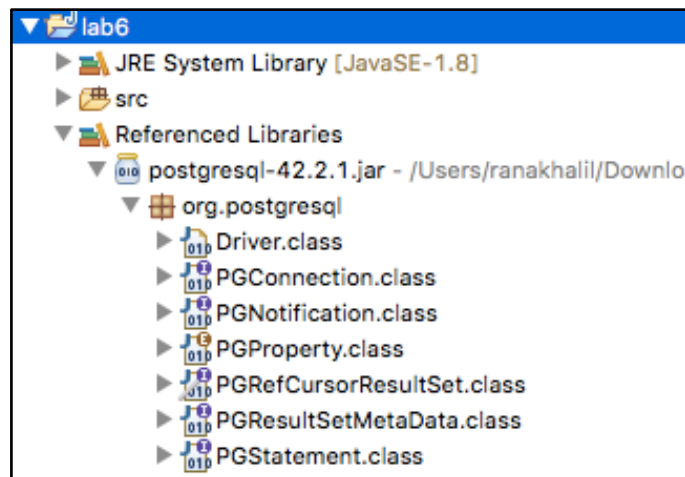 lab6
JRE System Library [JavaSE-1.8]
src
Referenced Libraries
postgresql-42.2.1.jar - /Users/ranakhalil/Downlo
org.postgresql
Driver.class
PGConnection.class
PGNotification.class
PGProperty.class
PGRefCursorResultSet.class
PGResultSetMetaData.class
PGStatement.class